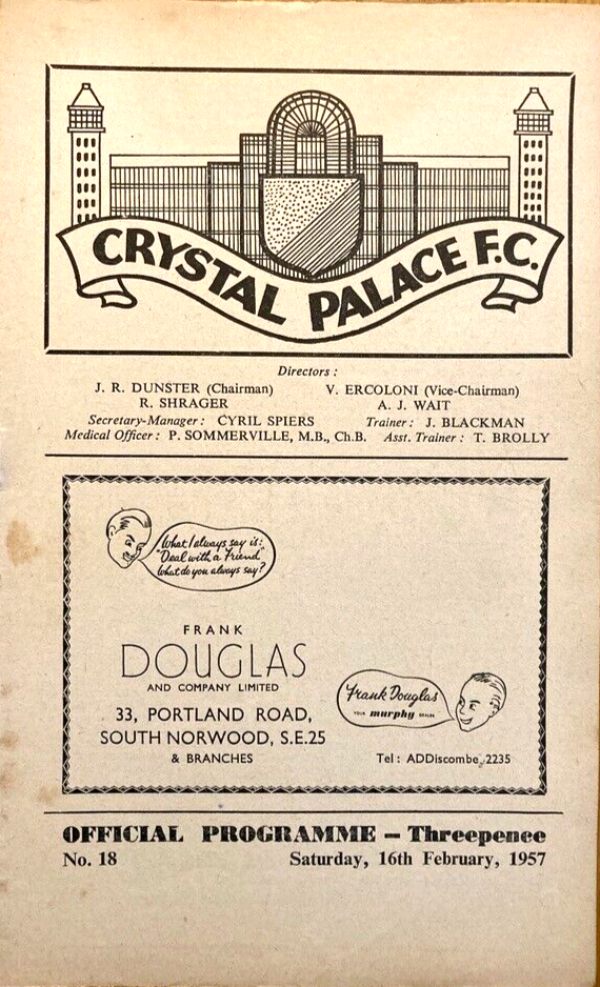 CRYSTAL PALACE F.C.
Directors :
J. R. DUNSTER (Chairman) V. ERCOLONI (Vice-Chairman)
R. SHRAGER A. J. WAIT
Secretary-Manager : CYRIL SPIERS Trainer : J. BLACKMAN
Medical Officer : P. SOMMERVILLE, M.B., Ch.B. Asst. Trainer : T. BROLLY
What I always say is:
"Deal with a Friend"
What do you always say?
FRANK
DOUGLAS
AND COMPANY LIMITED
33, PORTLAND ROAD,
SOUTH NORWOOD, S.E.25
& BRANCHES
Frank Douglas
YOUR murphy DEALER
Tel : ADDiscombe 2235
OFFICIAL PROGRAMME – Threepence
No. 18 Saturday, 16th February, 1957